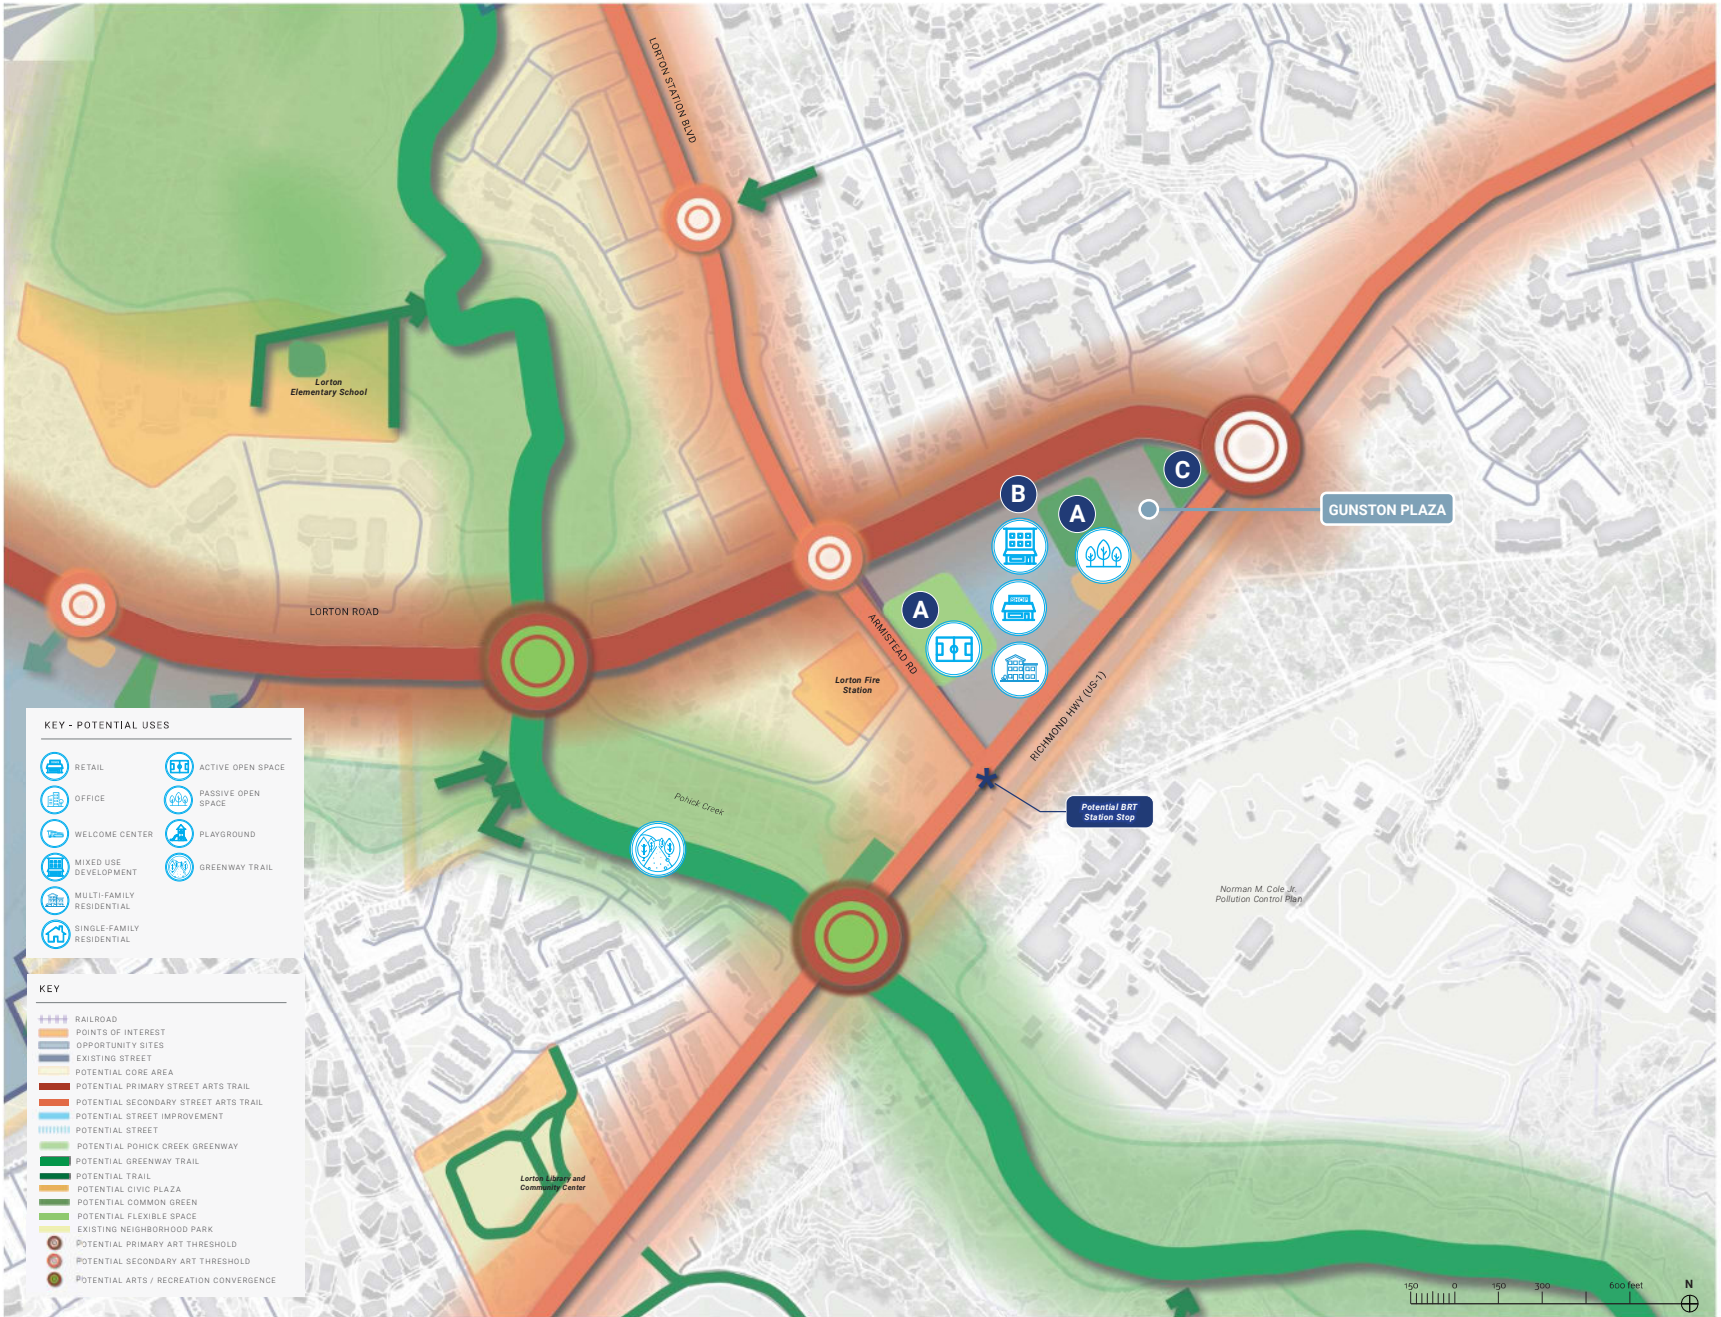 LORTON STATION BLVD
Lorton
Elementary School
B
A
C
GUNSTON PLAZA
SHOP
A
LORTON ROAD
ARMISTEAD RD
Lorton Fire
Station
RICHMOND HWY (US-1)
Potential BRT
Station Stop
Pohick Creek
Norman M. Cole Jr.
Pollution Control Plan
Lorton Library and
Community Center
KEY - POTENTIAL USES
RETAIL
OFFICE
WELCOME CENTER
MIXED USE
DEVELOPMENT
MULTI-FAMILY
RESIDENTIAL
SINGLE-FAMILY
RESIDENTIAL
ACTIVE OPEN SPACE
PASSIVE OPEN
SPACE
PLAYGROUND
GREENWAY TRAIL
KEY
RAILROAD
POINTS OF INTEREST
OPPORTUNITY SITES
EXISTING STREET
POTENTIAL CORE AREA
POTENTIAL PRIMARY STREET ARTS TRAIL
POTENTIAL SECONDARY STREET ARTS TRAIL
POTENTIAL STREET IMPROVEMENT
POTENTIAL STREET
POTENTIAL POHICK CREEK GREENWAY
POTENTIAL GREENWAY TRAIL
POTENTIAL TRAIL
POTENTIAL CIVIC PLAZA
POTENTIAL COMMON GREEN
POTENTIAL FLEXIBLE SPACE
EXISTING NEIGHBORHOOD PARK
POTENTIAL PRIMARY ART THRESHOLD
POTENTIAL SECONDARY ART THRESHOLD
POTENTIAL ARTS / RECREATION CONVERGENCE
150 0 150 300 600 feet
N